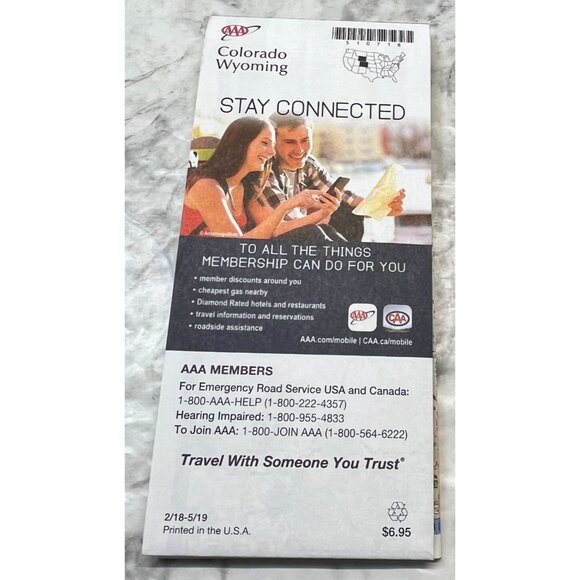 AAA
Colorado
Wyoming
510718
STAY CONNECTED
TO ALL THE THINGS
MEMBERSHIP CAN DO FOR YOU
• member discounts around you
• cheapest gas nearby
• Diamond Rated hotels and restaurants
• travel information and reservations
• roadside assistance
AAA
CAA
AAA.com/mobile | CAA.ca/mobile
AAA MEMBERS
For Emergency Road Service USA and Canada:
1-800-AAA-HELP (1-800-222-4357)
Hearing Impaired: 1-800-955-4833
To Join AAA: 1-800-JOIN AAA (1-800-564-6222)
Travel With Someone You Trust®
2/18-5/19
Printed in the U.S.A.
$6.95